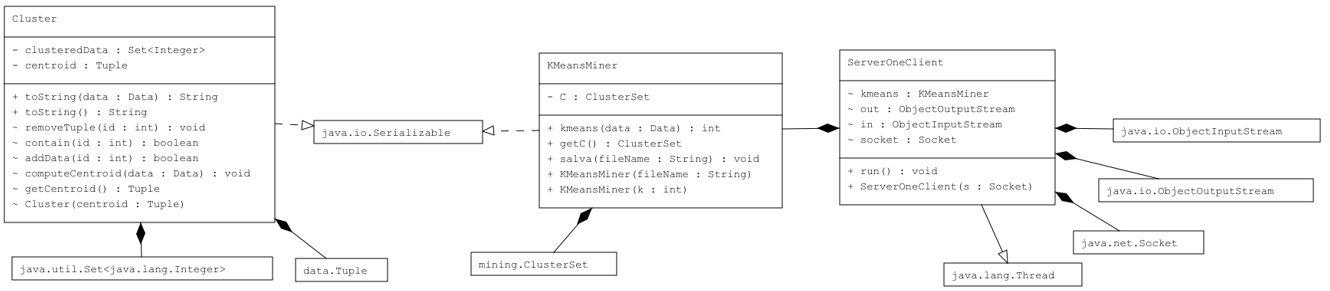 Cluster
- clusteredData : Set<Integer>
- centroid : Tuple
+ toString(data : Data) : String
+ toString() : String
~ removeTuple(id : int) : void
~ contain(id : int) : boolean
~ addData(id : int) : boolean
~ computeCentroid(data : Data) : void
~ getCentroid() : Tuple
~ Cluster(centroid : Tuple)
java.util.Set<java.lang.Integer>
data.Tuple
java.io.Serializable
KMeansMiner
- C : ClusterSet
+ kmeans(data : Data) : int
+ getC() : ClusterSet
+ salva(fileName : String) : void
+ KMeansMiner(fileName : String)
+ KMeansMiner(k : int)
mining.ClusterSet
ServerOneClient
~ kmeans : KMeansMiner
~ out : ObjectOutputStream
~ in : ObjectInputStream
~ socket : Socket
+ run() : void
+ ServerOneClient(s : Socket)
java.io.ObjectInputStream
java.io.ObjectOutputStream
java.net.Socket
java.lang.Thread